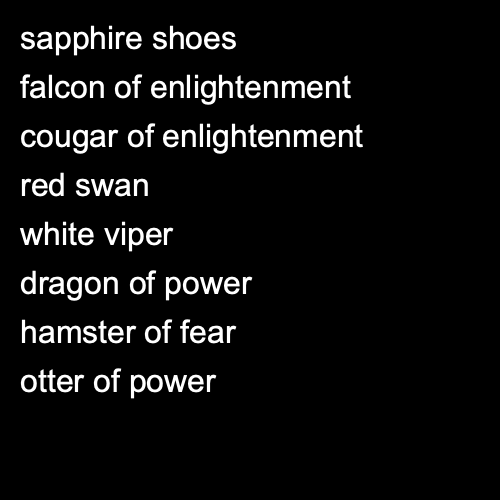 sapphire shoes
falcon of enlightenment
cougar of enlightenment
red swan
white viper
dragon of power
hamster of fear
otter of power